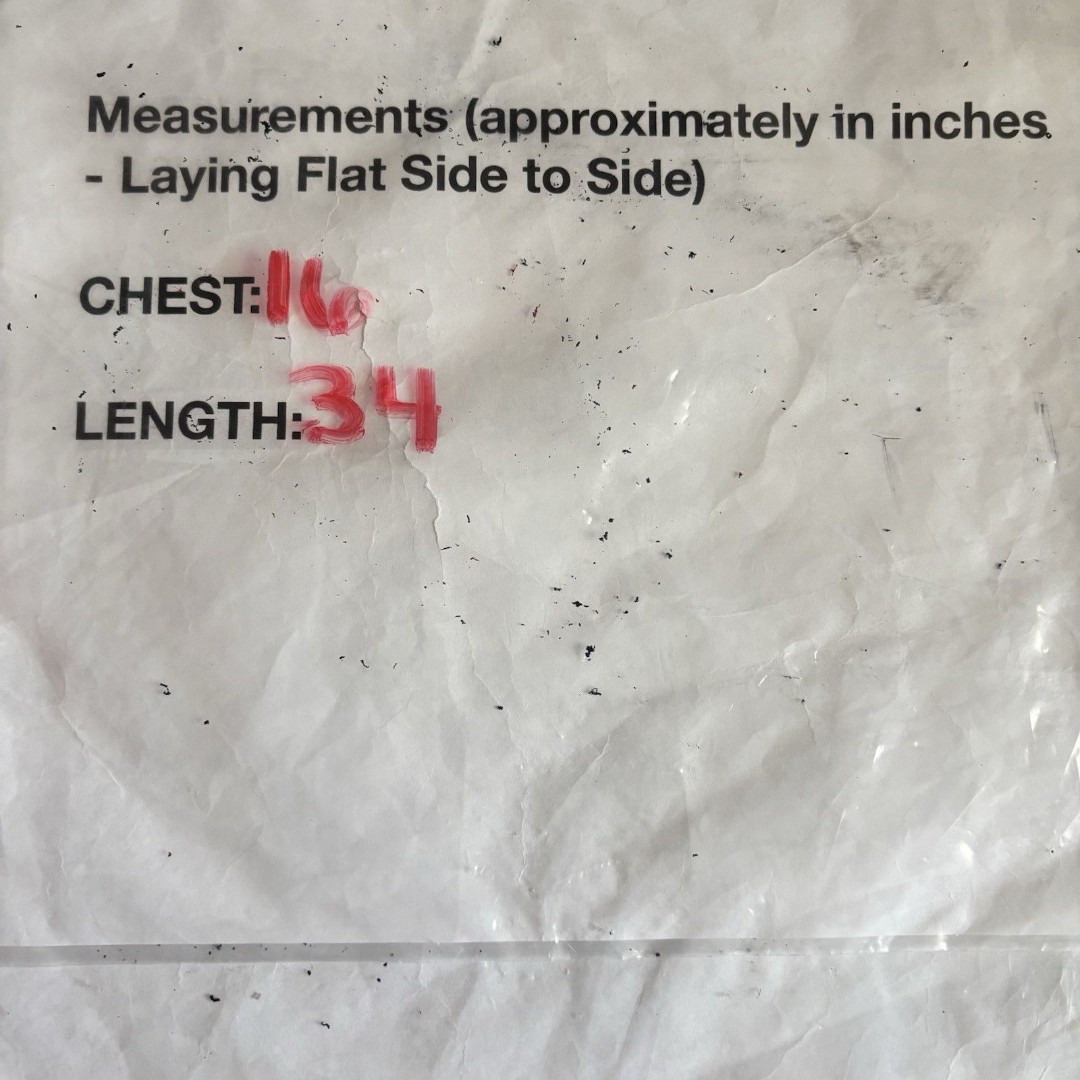 Measurements (approximately in inches
- Laying Flat Side to Side)
CHEST: 16
LENGTH: 34